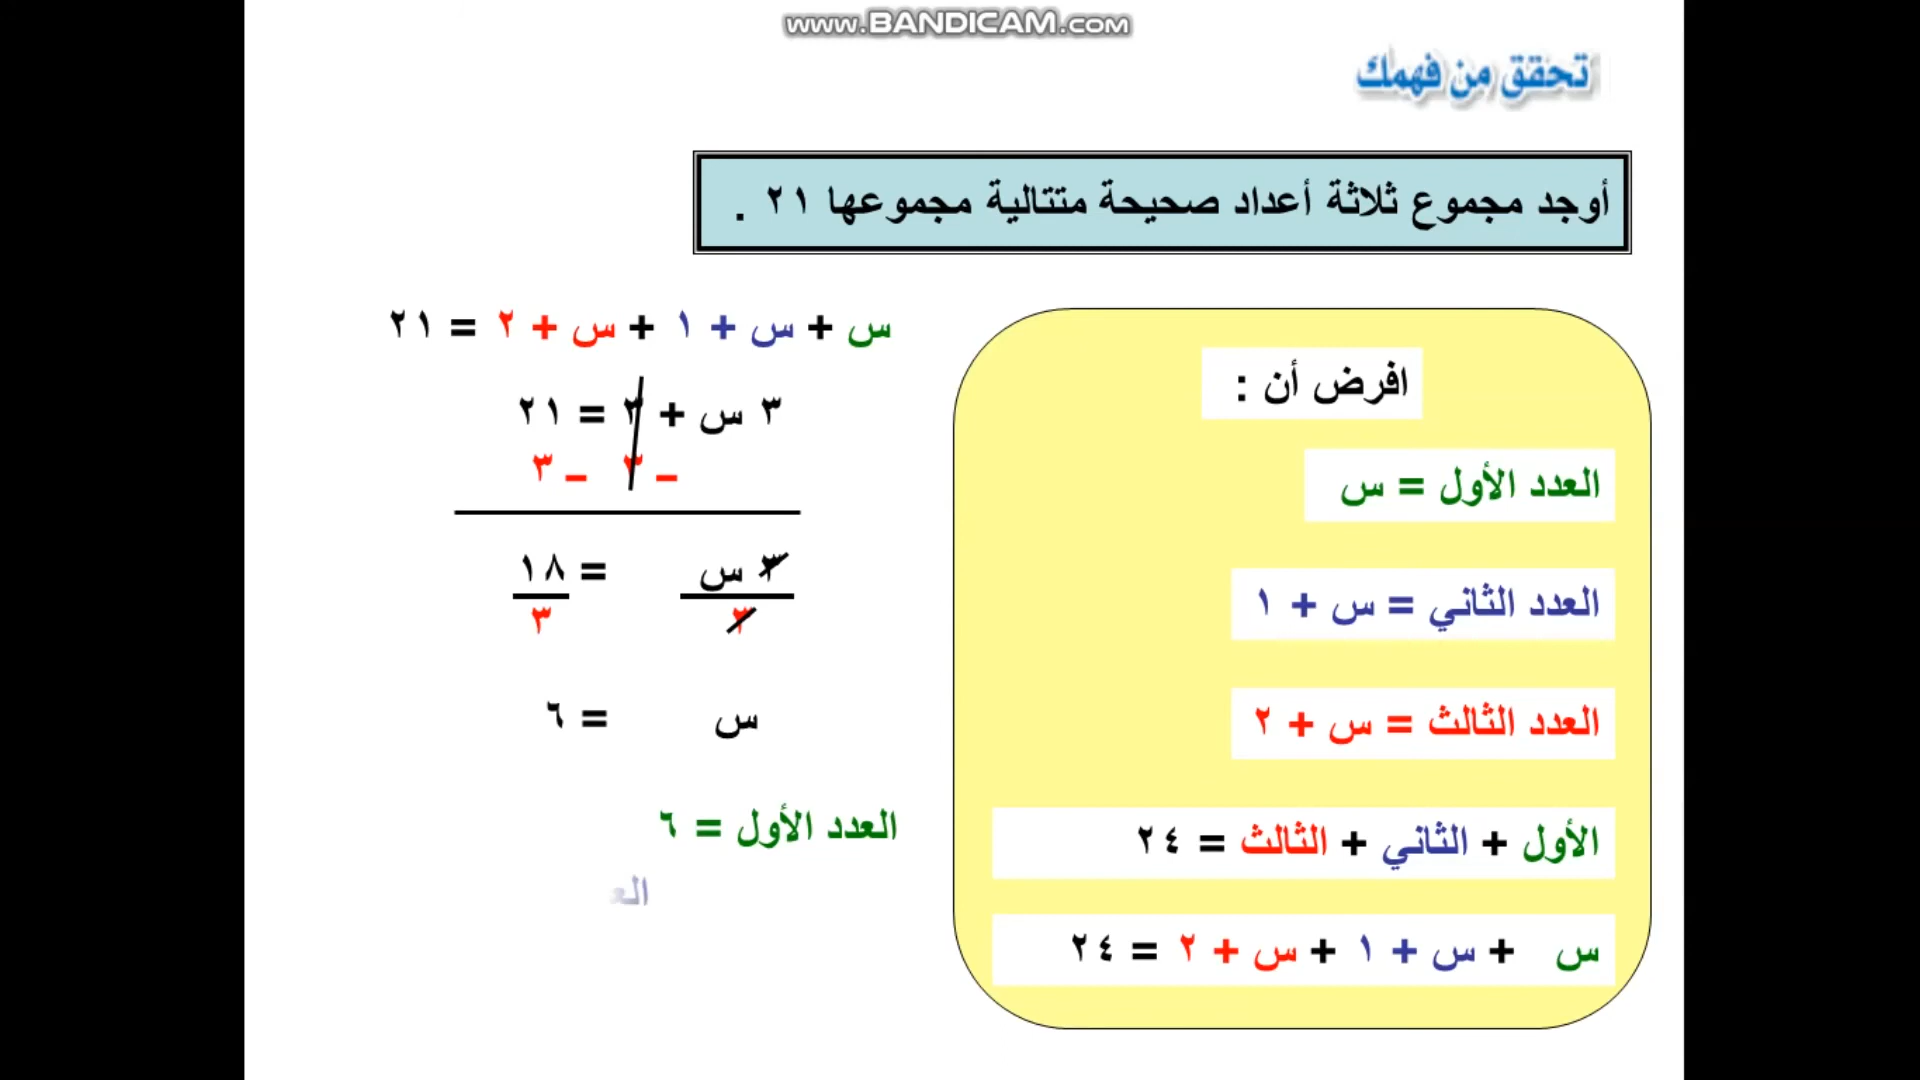 www.BANDICAM.com
تحقق من فهمك
أوجد مجموع ثلاثة أعداد صحيحة متتالية مجموعها ٢١ .
افرض أن :
العدد الأول = س
العدد الثاني = س + ١
العدد الثالث = س + ٢
الأول + الثاني + الثالث = ٢٤
س + س + ١ + س + ٢ = ٢٤
س + س + ١ + س + ٢ = ٢١
٣ س + ٣ = ٢١
– ٣ – ٣
٣ س = ١٨
٣ ٣
س = ٦
العدد الأول = ٦